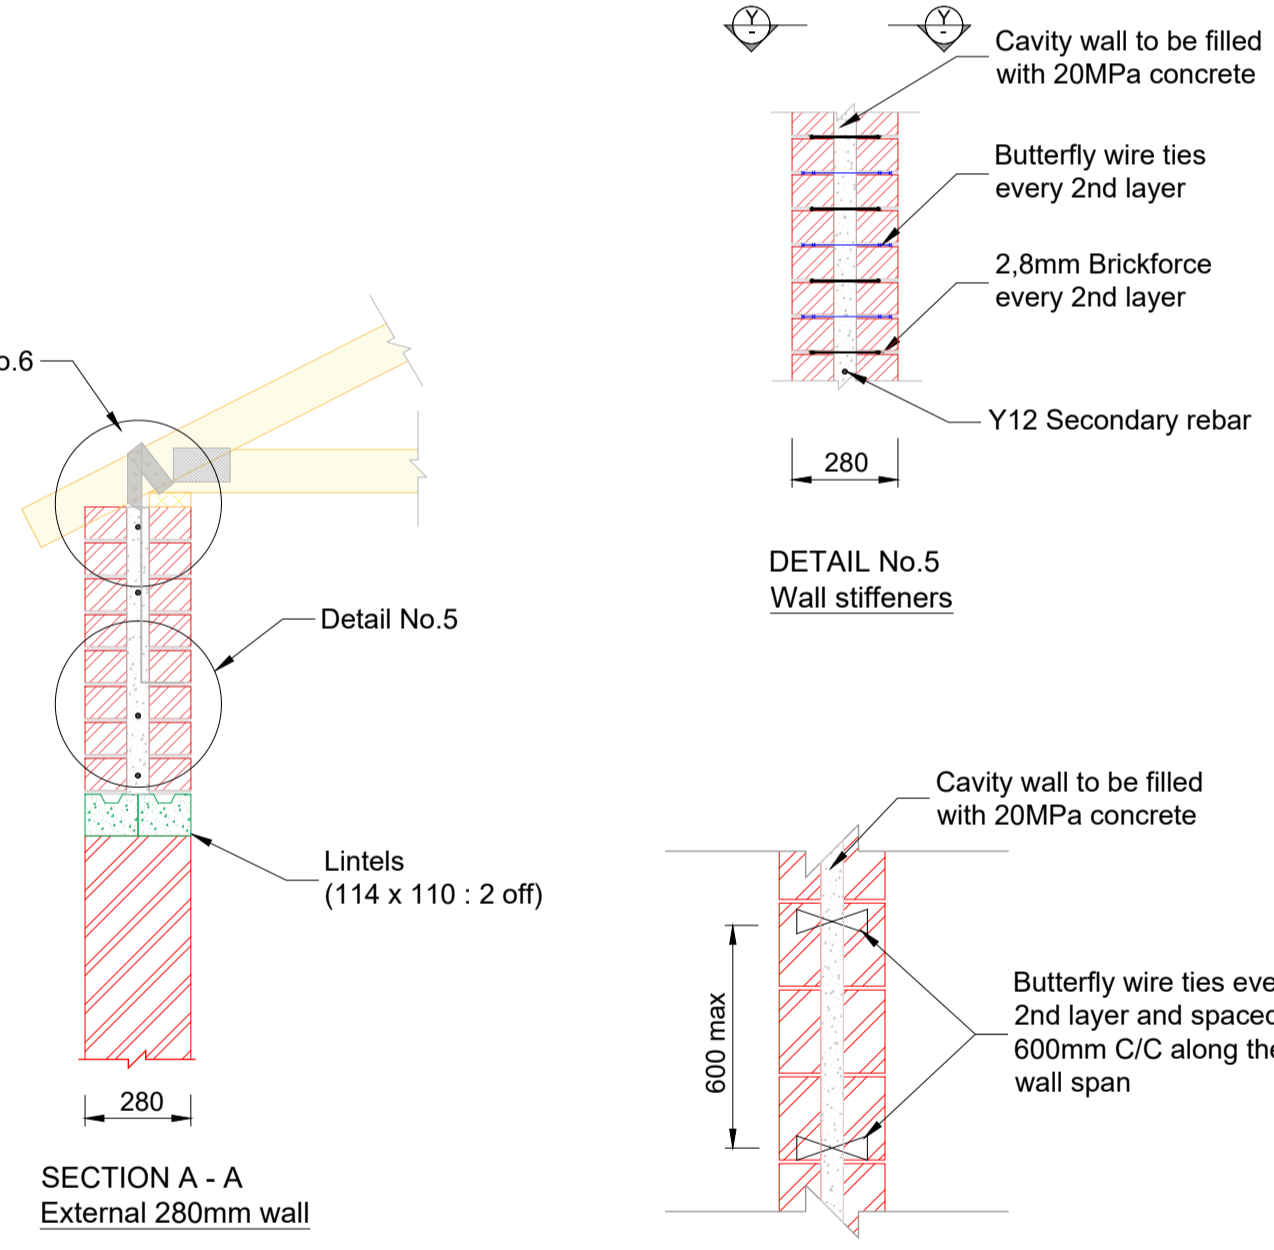 Y
-
Y
-
Cavity wall to be filled
with 20MPa concrete
Butterfly wire ties
every 2nd layer
2,8mm Brickforce
every 2nd layer
Y12 Secondary rebar
280
DETAIL No.5
Wall stiffeners
o.6
Detail No.5
Lintels
(114 x 110 : 2 off)
280
SECTION A - A
External 280mm wall
Cavity wall to be filled
with 20MPa concrete
600 max
Butterfly wire ties eve
2nd layer and spaced
600mm C/C along the
wall span